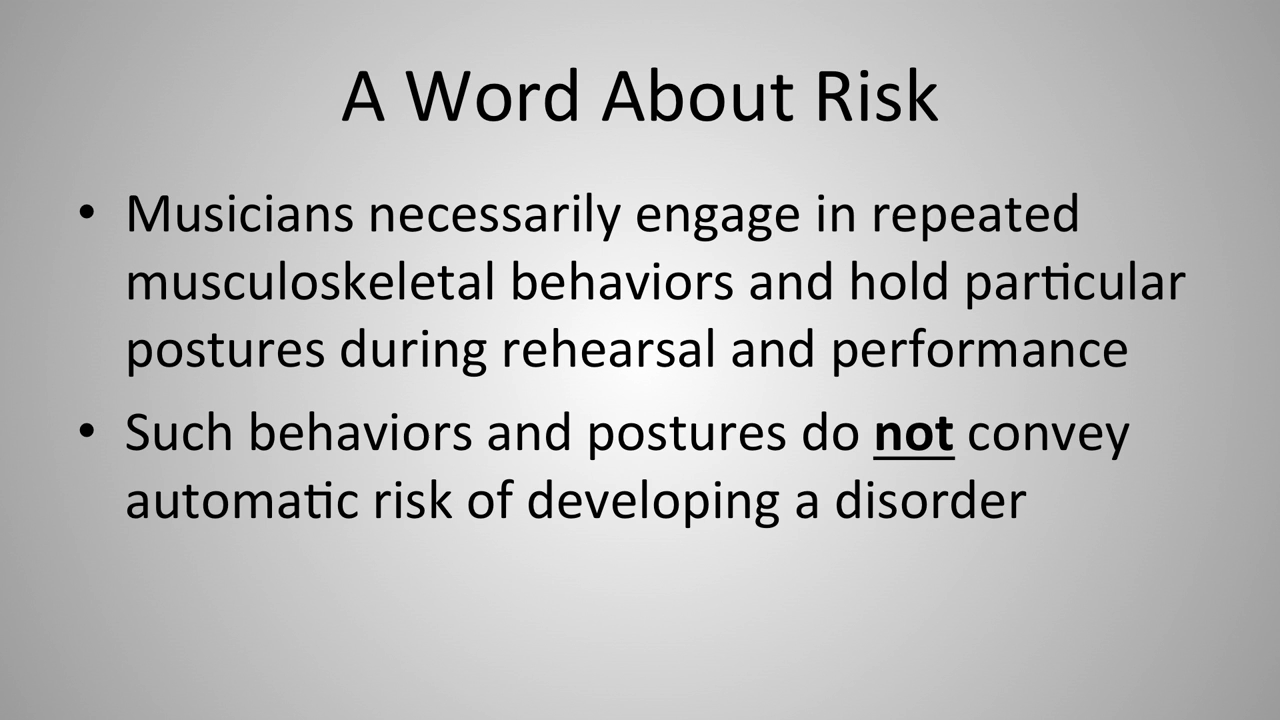 A Word About Risk
• Musicians necessarily engage in repeated
musculoskeletal behaviors and hold particular
postures during rehearsal and performance
• Such behaviors and postures do not convey
automatic risk of developing a disorder